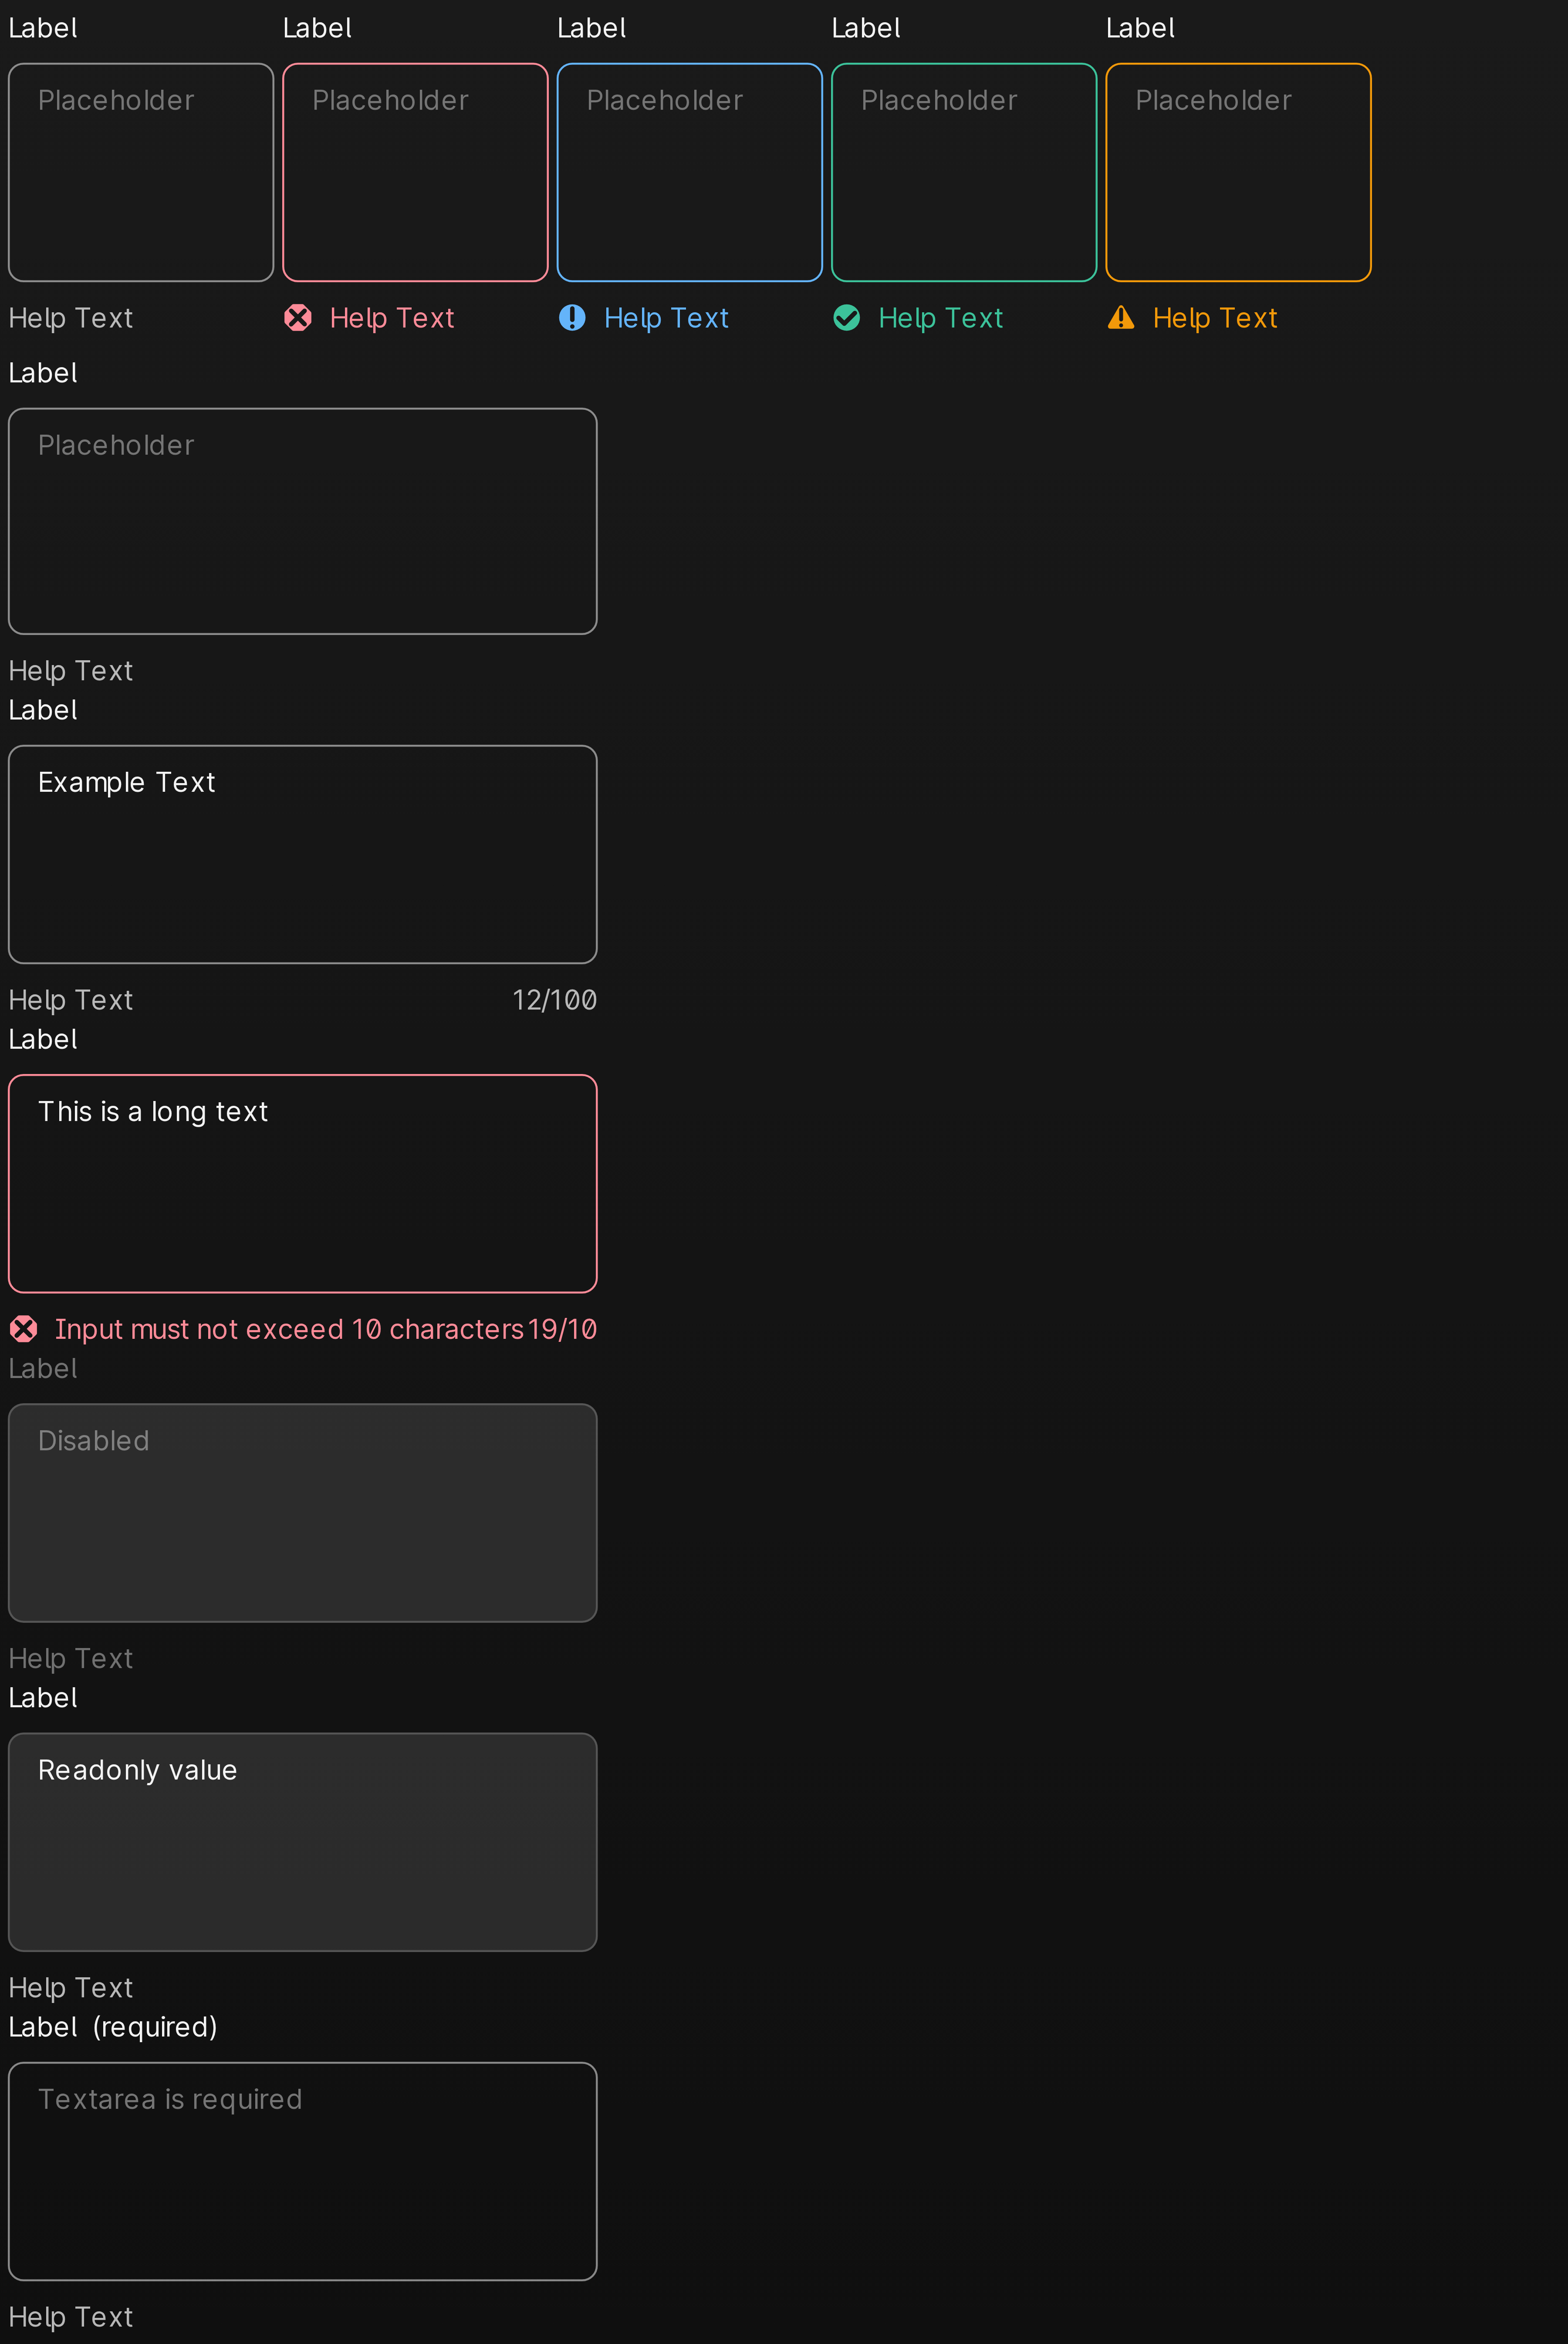 Label Label Label Label Label
Placeholder Placeholder Placeholder Placeholder Placeholder
Help Text Help Text Help Text Help Text Help Text
Label
Placeholder
Help Text
Label
Example Text
Help Text 12/100
Label
This is a long text
Input must not exceed 10 characters 19/10
Label
Disabled
Help Text
Label
Readonly value
Help Text
Label (required)
Textarea is required
Help Text